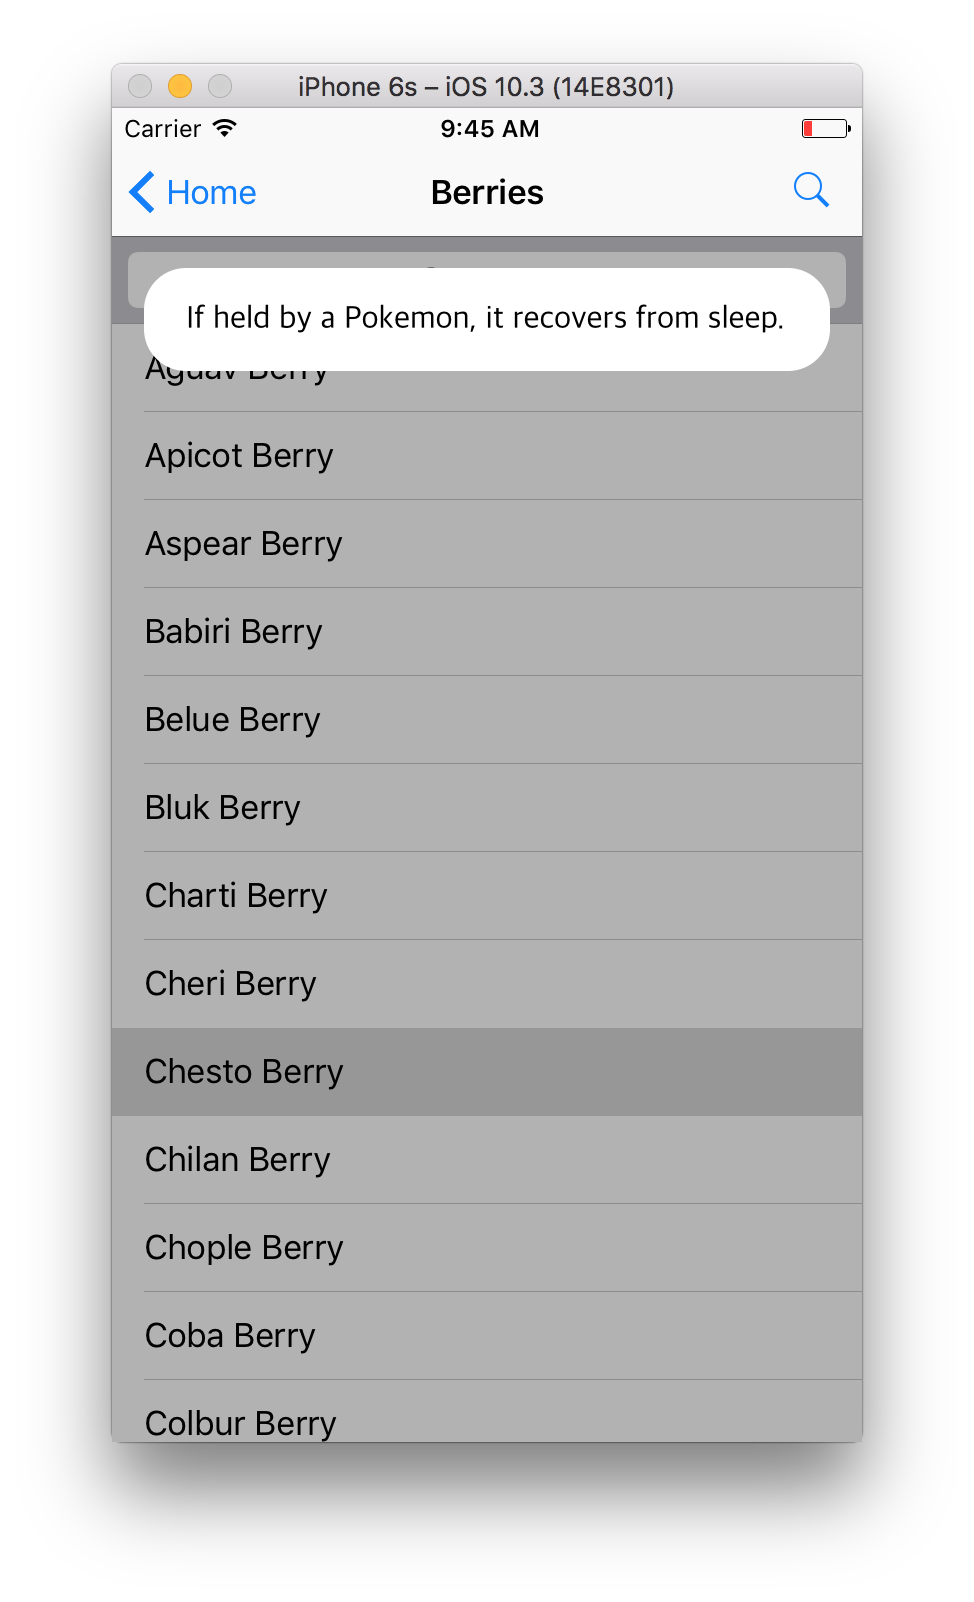 iPhone 6s – iOS 10.3 (14E8301)
Carrier 9:45 AM
Home Berries
If held by a Pokemon, it recovers from sleep.
Aguav Berry
Apicot Berry
Aspear Berry
Babiri Berry
Belue Berry
Bluk Berry
Charti Berry
Cheri Berry
Chesto Berry
Chilan Berry
Chople Berry
Coba Berry
Colbur Berry